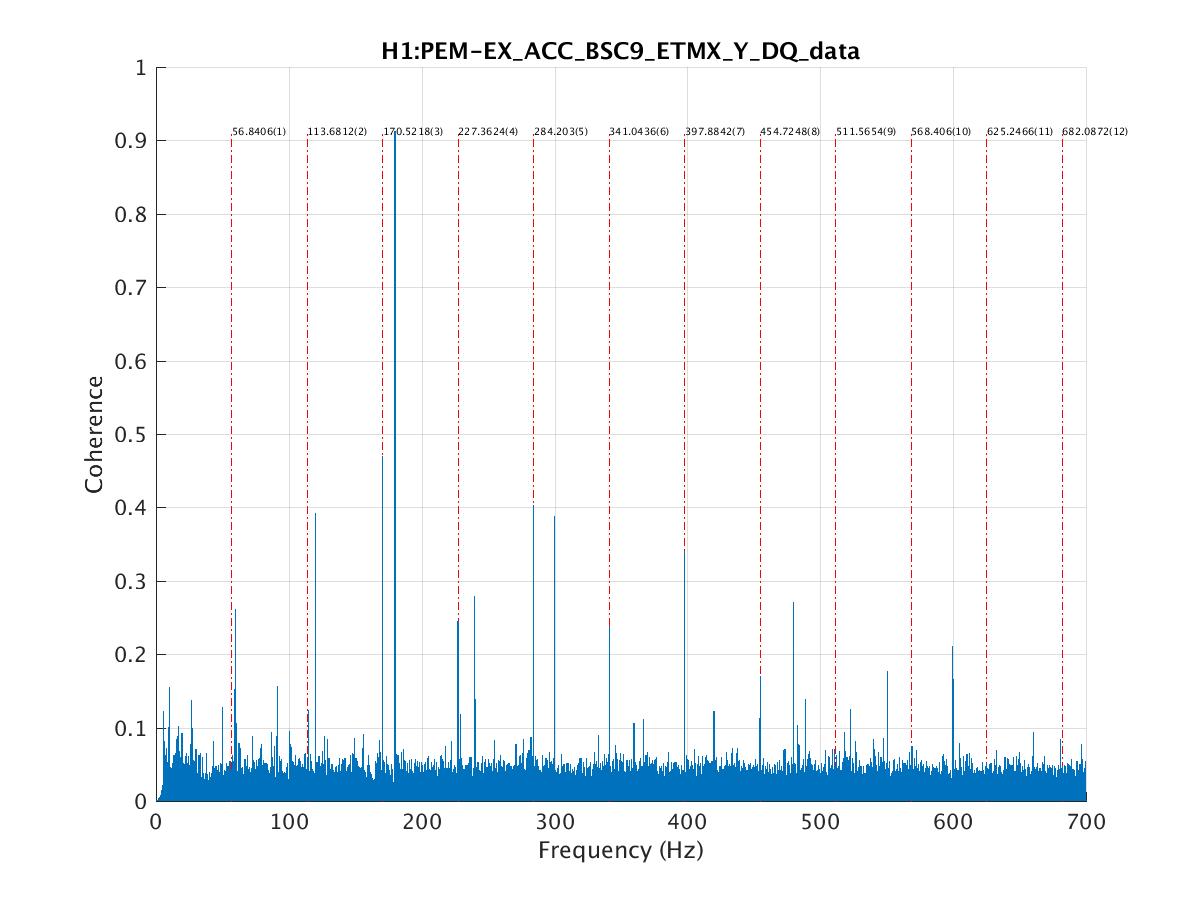 H1:PEM-EX_ACC_BSC9_ETMX_Y_DQ_data
1
0.9
0.8
0.7
0.6
0.5
0.4
0.3
0.2
0.1
0
Coherence
56.8406(1) 113.6812(2) 170.5218(3) 227.3624(4) 284.203(5) 341.0436(6) 397.8842(7) 454.7248(8) 511.5654(9) 568.406(10) 625.2466(11) 682.0872(12)
0 100 200 300 400 500 600 700
Frequency (Hz)